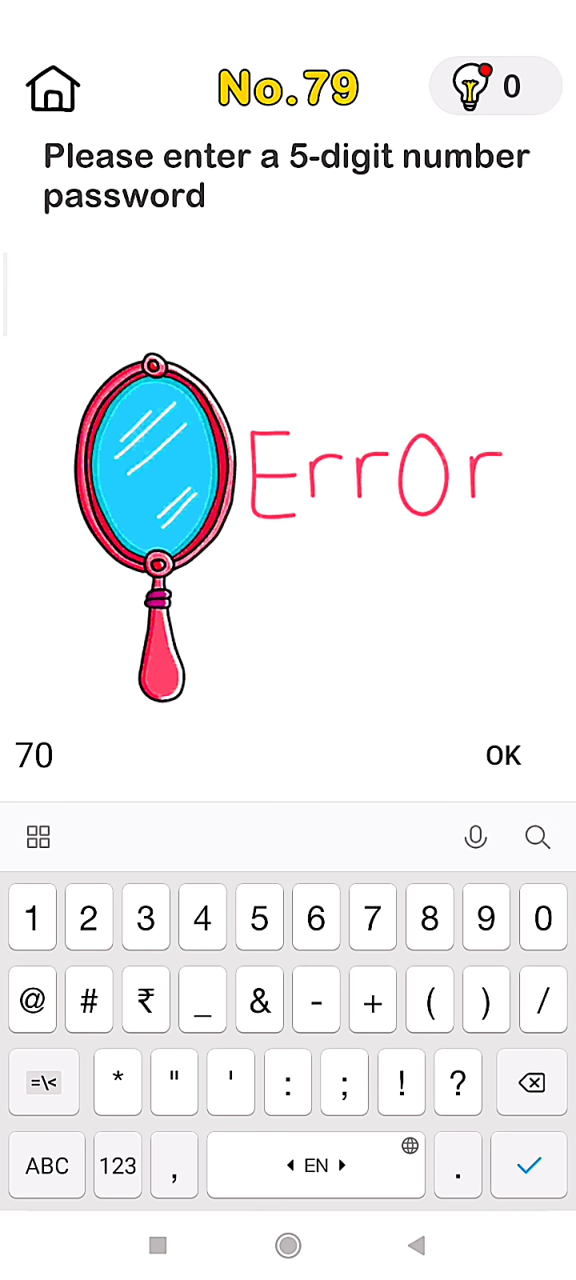 No.79
0
Please enter a 5-digit number
password
ErrOr
70
OK
1 2 3 4 5 6 7 8 9 0
@ # ₹ _ & - + ( ) /
=\< * " ' : ; ! ?
ABC 123 , EN .